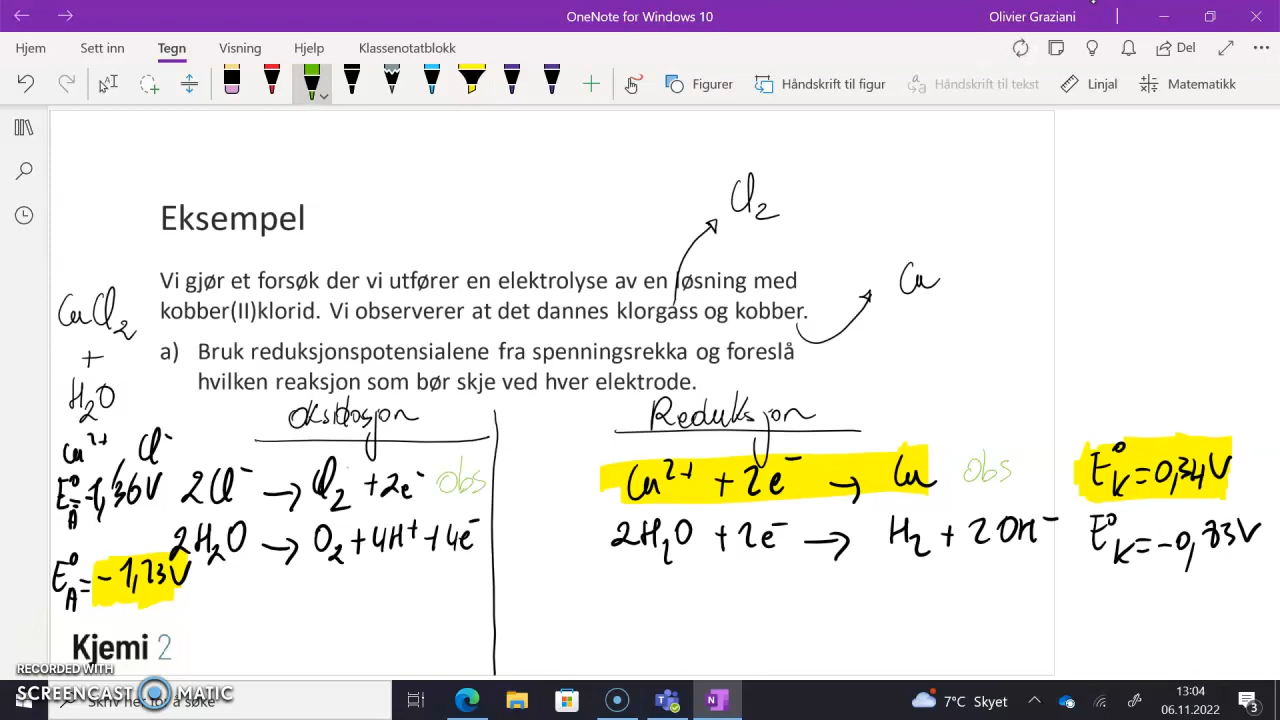 OneNote for Windows 10
Olivier Graziani
Hjem Sett inn Tegn Visning Hjelp Klassenotatblokk Del
Figurer Håndskrift til figur Håndskrift til tekst Linjal Matematikk
Cl2
Eksempel
Cu
Vi gjør et forsøk der vi utfører en elektrolyse av en løsning med
kobber(II)klorid. Vi observerer at det dannes klorgass og kobber.
a) Bruk reduksjonspotensialene fra spenningsrekka og foreslå
hvilken reaksjon som bør skje ved hver elektrode.
CuCl2
+
H2O
Cu2+, Cl-
Oksidasjon
Reduksjon
E°A = -1,36V 2Cl- → Cl2 + 2e- obs
Cu2+ + 2e- → Cu obs E°K = 0,34V
2H2O → O2 + 4H+ + 4e-
2H2O + 2e- → H2 + 2OH- E°K = -0,83V
E°A = -1,23V
Kjemi 2
RECORDED WITH
SCREENCAST MATIC
Skriv her for å søke
7°C Skyet
13:04
06.11.2022
3